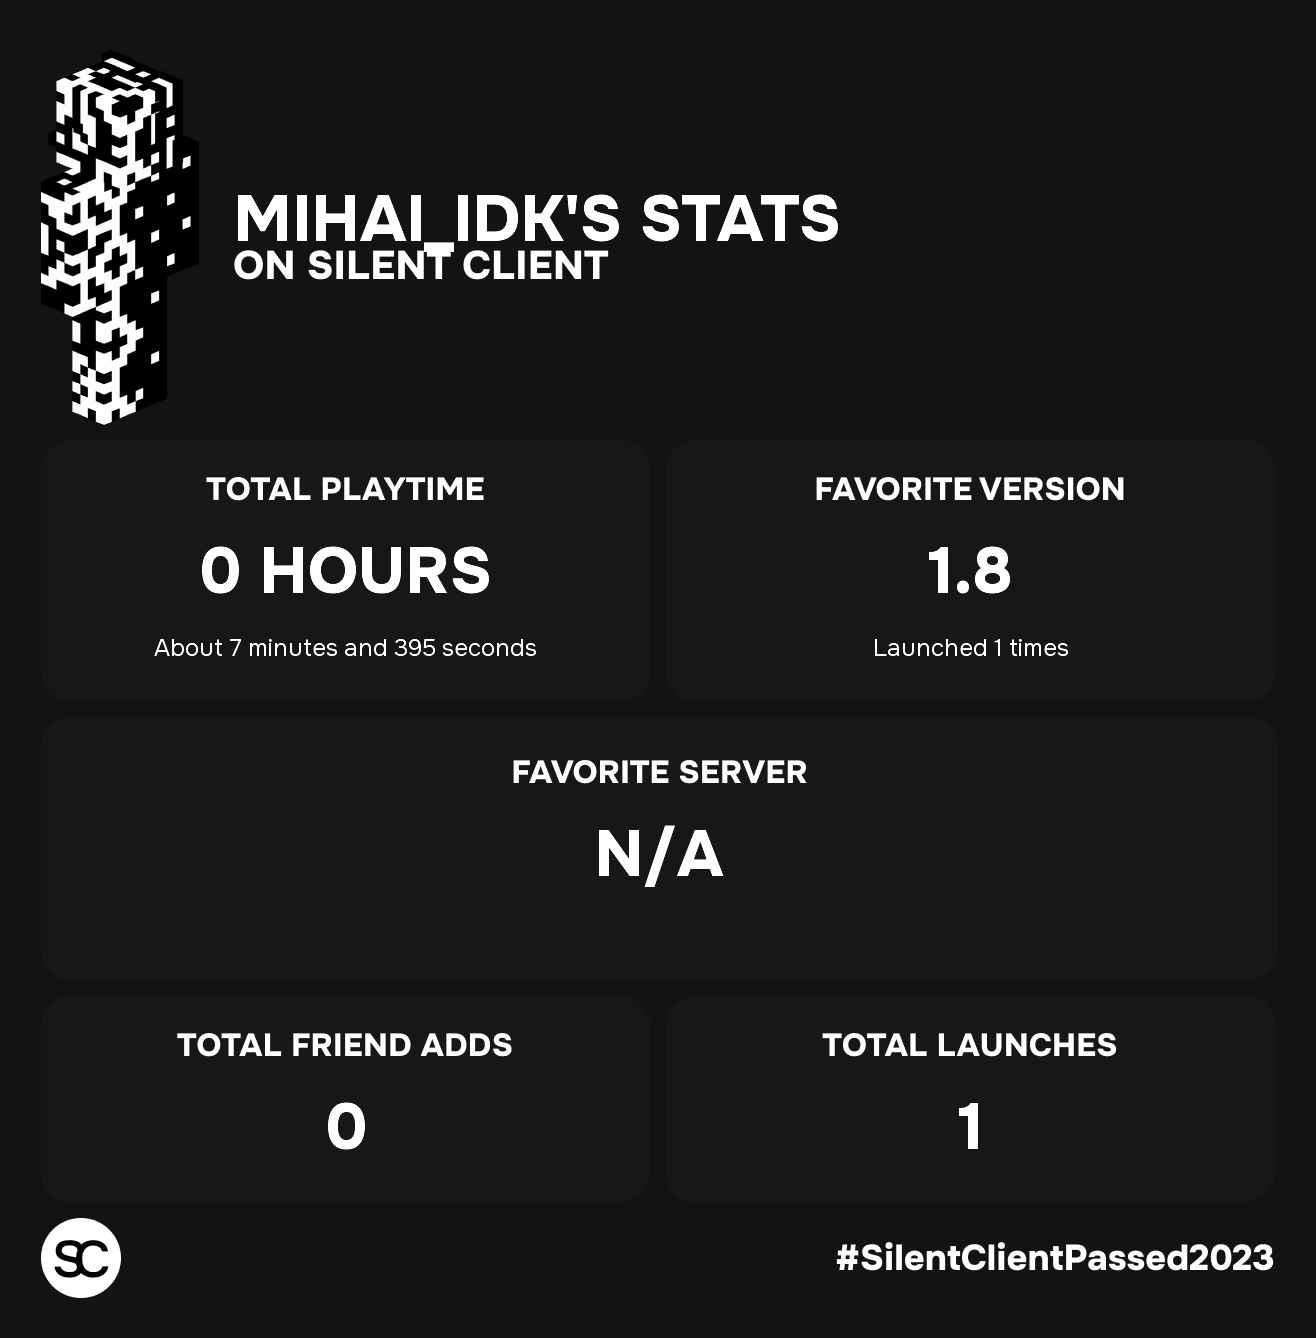 MIHAI_IDK'S STATS
ON SILENT CLIENT
TOTAL PLAYTIME
0 HOURS
About 7 minutes and 395 seconds
FAVORITE VERSION
1.8
Launched 1 times
FAVORITE SERVER
N/A
TOTAL FRIEND ADDS
0
TOTAL LAUNCHES
1
SC
#SilentClientPassed2023